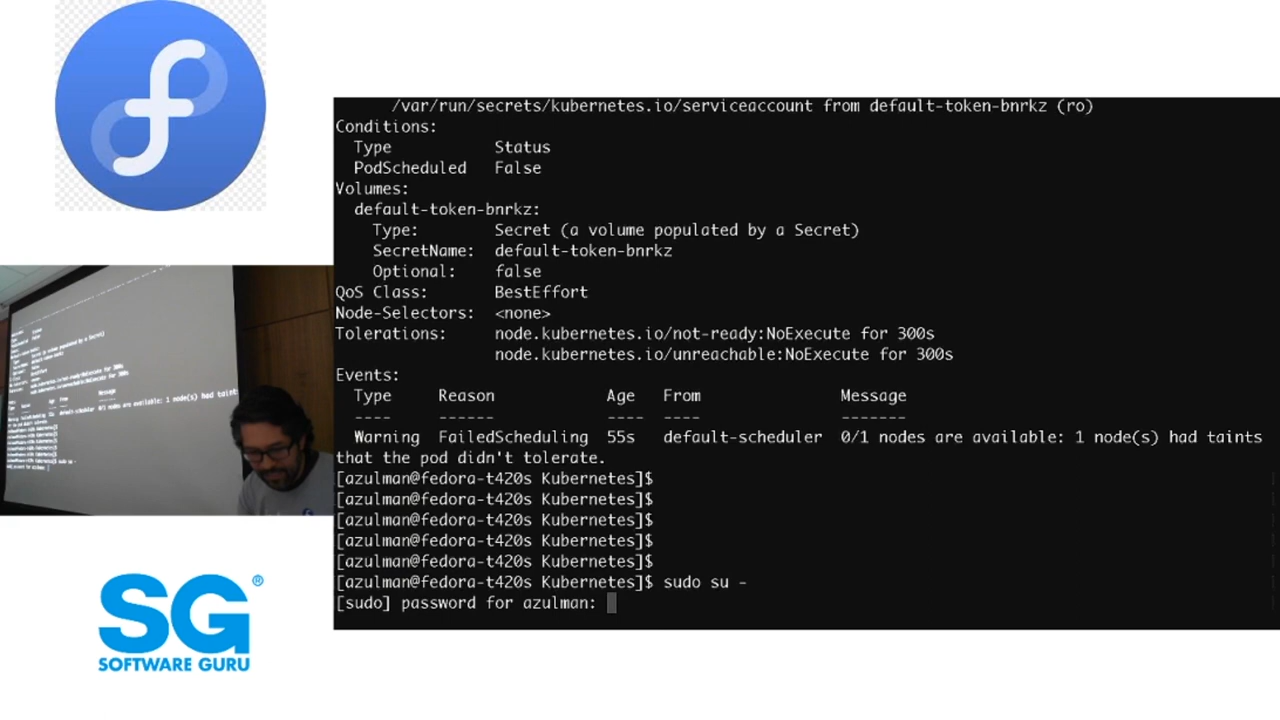 /var/run/secrets/kubernetes.io/serviceaccount from default-token-bnrkz (ro)
Conditions:
Type Status
PodScheduled False
Volumes:
default-token-bnrkz:
Type: Secret (a volume populated by a Secret)
SecretName: default-token-bnrkz
Optional: false
QoS Class: BestEffort
Node-Selectors: <none>
Tolerations: node.kubernetes.io/not-ready:NoExecute for 300s
node.kubernetes.io/unreachable:NoExecute for 300s
Events:
Type Reason Age From Message
---- ------ ---- ---- -------
Warning FailedScheduling 55s default-scheduler 0/1 nodes are available: 1 node(s) had taints
that the pod didn't tolerate.
[azulman@fedora-t420s Kubernetes]$
[azulman@fedora-t420s Kubernetes]$
[azulman@fedora-t420s Kubernetes]$
[azulman@fedora-t420s Kubernetes]$
[azulman@fedora-t420s Kubernetes]$
[azulman@fedora-t420s Kubernetes]$ sudo su -
[sudo] password for azulman:
SG®
SOFTWARE GURU